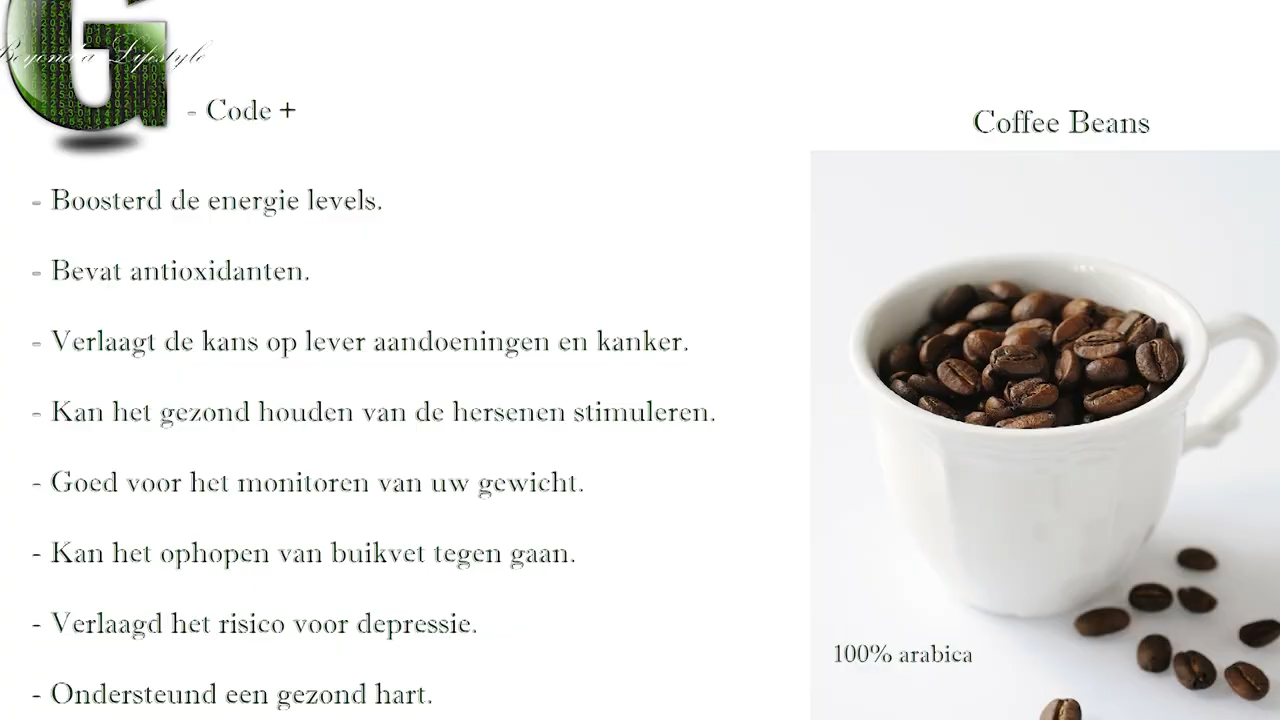 Beyond a Lifestyle
- Code +
Coffee Beans
- Boosterd de energie levels.
- Bevat antioxidanten.
- Verlaagt de kans op lever aandoeningen en kanker.
- Kan het gezond houden van de hersenen stimuleren.
- Goed voor het monitoren van uw gewicht.
- Kan het ophopen van buikvet tegen gaan.
- Verlaagd het risico voor depressie.
- Ondersteund een gezond hart.
100% arabica